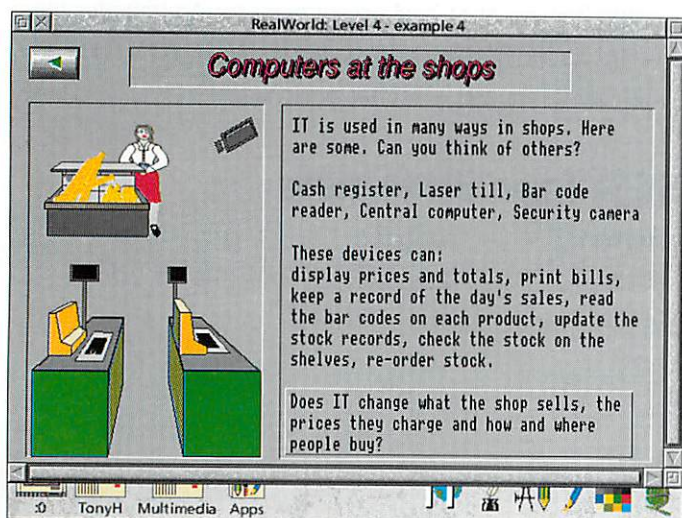 RealWorld: Level 4 - example 4
Computers at the shops
IT is used in many ways in shops. Here
are some. Can you think of others?
Cash register, Laser till, Bar code
reader, Central computer, Security camera
These devices can:
display prices and totals, print bills,
keep a record of the day's sales, read
the bar codes on each product, update the
stock records, check the stock on the
shelves, re-order stock.
Does IT change what the shop sells, the
prices they charge and how and where
people buy?
:0 TonyH Multimedia Apps